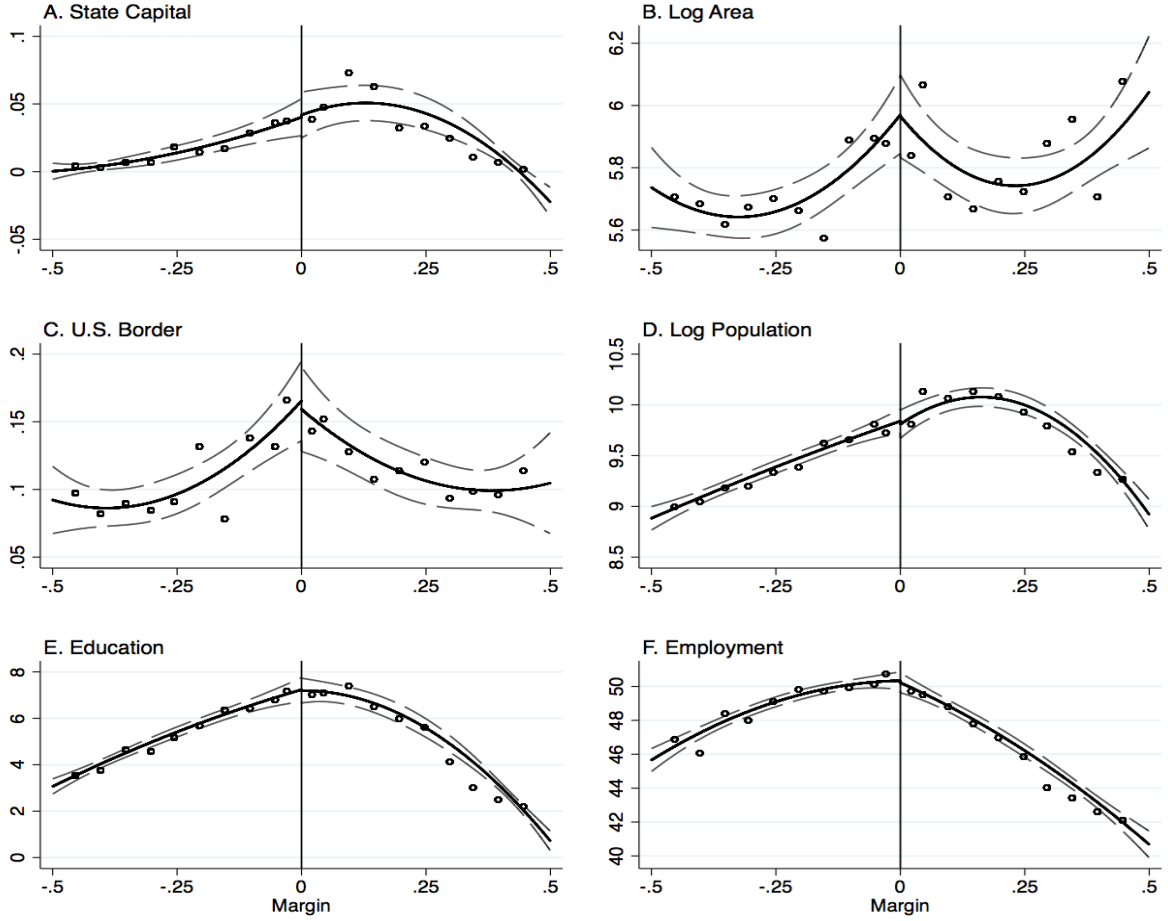 A. State Capital
.1
.05
0
-.05
-.5 -.25 0 .25 .5
B. Log Area
6.2
6
5.8
5.6
-.5 -.25 0 .25 .5
C. U.S. Border
.2
.15
.1
.05
-.5 -.25 0 .25 .5
D. Log Population
10.5
10
9.5
9
8.5
-.5 -.25 0 .25 .5
E. Education
8
6
4
2
0
-.5 -.25 0 .25 .5
Margin
F. Employment
50
48
46
44
42
40
-.5 -.25 0 .25 .5
Margin